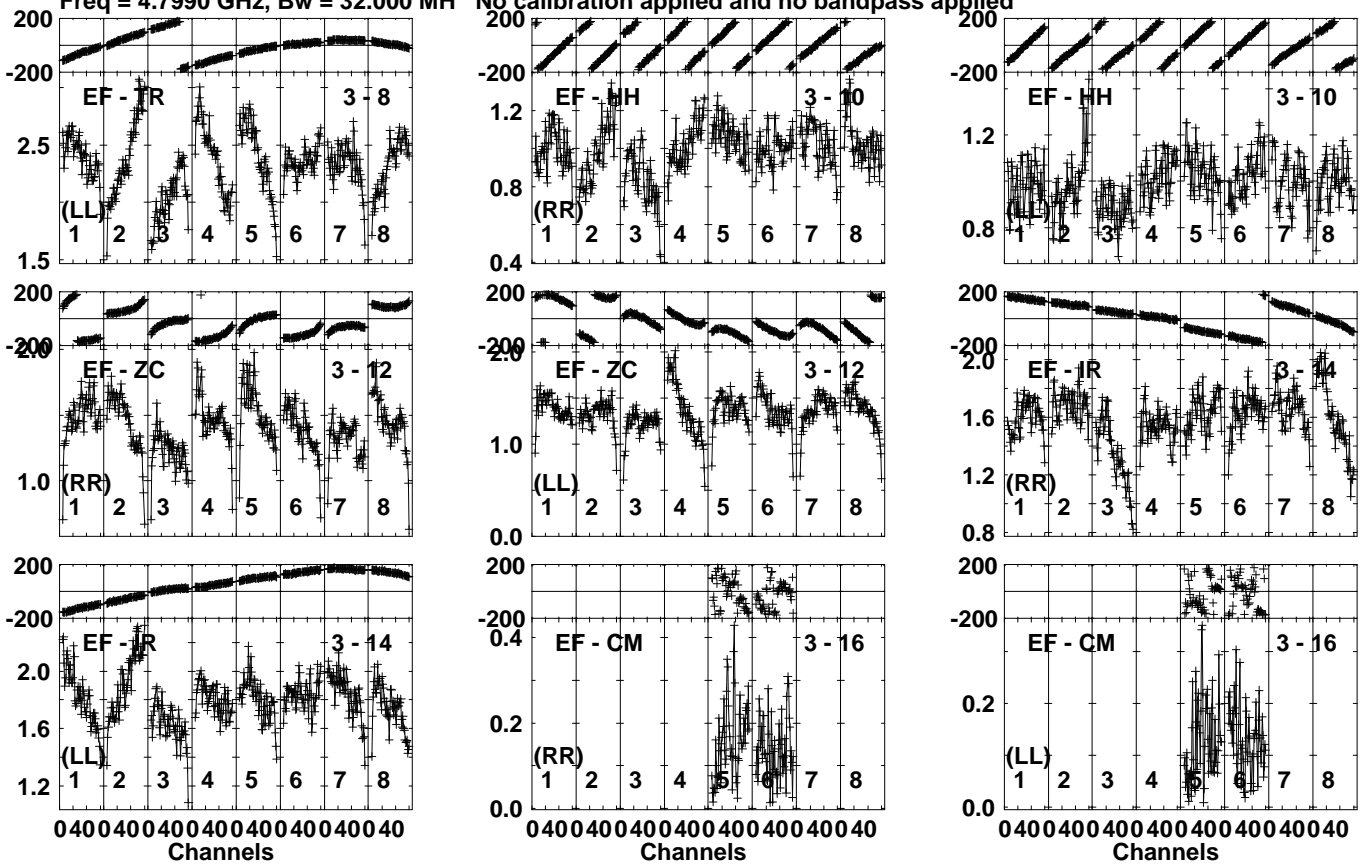 Freq = 4.7990 GHz, Bw = 32.000 MH No calibration applied and no bandpass applied
200
-200
EF - TR 3 - 8
2.5
(LL)
1 2 3 4 5 6 7 8
1.5
200
-200
EF - HH 3 - 10
1.2
0.8
(RR)
1 2 3 4 5 6 7 8
0.4
200
-200
EF - HH 3 - 10
1.2
(LL)
0.8
1 2 3 4 5 6 7 8
200
-200
2.0
EF - ZC 3 - 12
1.0
(RR)
1 2 3 4 5 6 7 8
200
-200
2.0
EF - ZC 3 - 12
1.0
(LL)
1 2 3 4 5 6 7 8
0.0
200
-200
2.0
EF - IR 3 - 14
1.6
1.2
(RR)
1 2 3 4 5 6 7 8
0.8
200
-200
EF - IR 3 - 14
2.0
1.6
(LL)
1 2 3 4 5 6 7 8
1.2
0 40 0 40 0 40 0 40 0 40 0 40 0 40 0 40
Channels
200
-200
0.4
EF - CM 3 - 16
0.2
(RR)
1 2 3 4 5 6 7 8
0.0
0 40 0 40 0 40 0 40 0 40 0 40 0 40 0 40
Channels
200
-200
EF - CM 3 - 16
0.2
(LL)
1 2 3 4 5 6 7 8
0.0
0 40 0 40 0 40 0 40 0 40 0 40 0 40 0 40
Channels